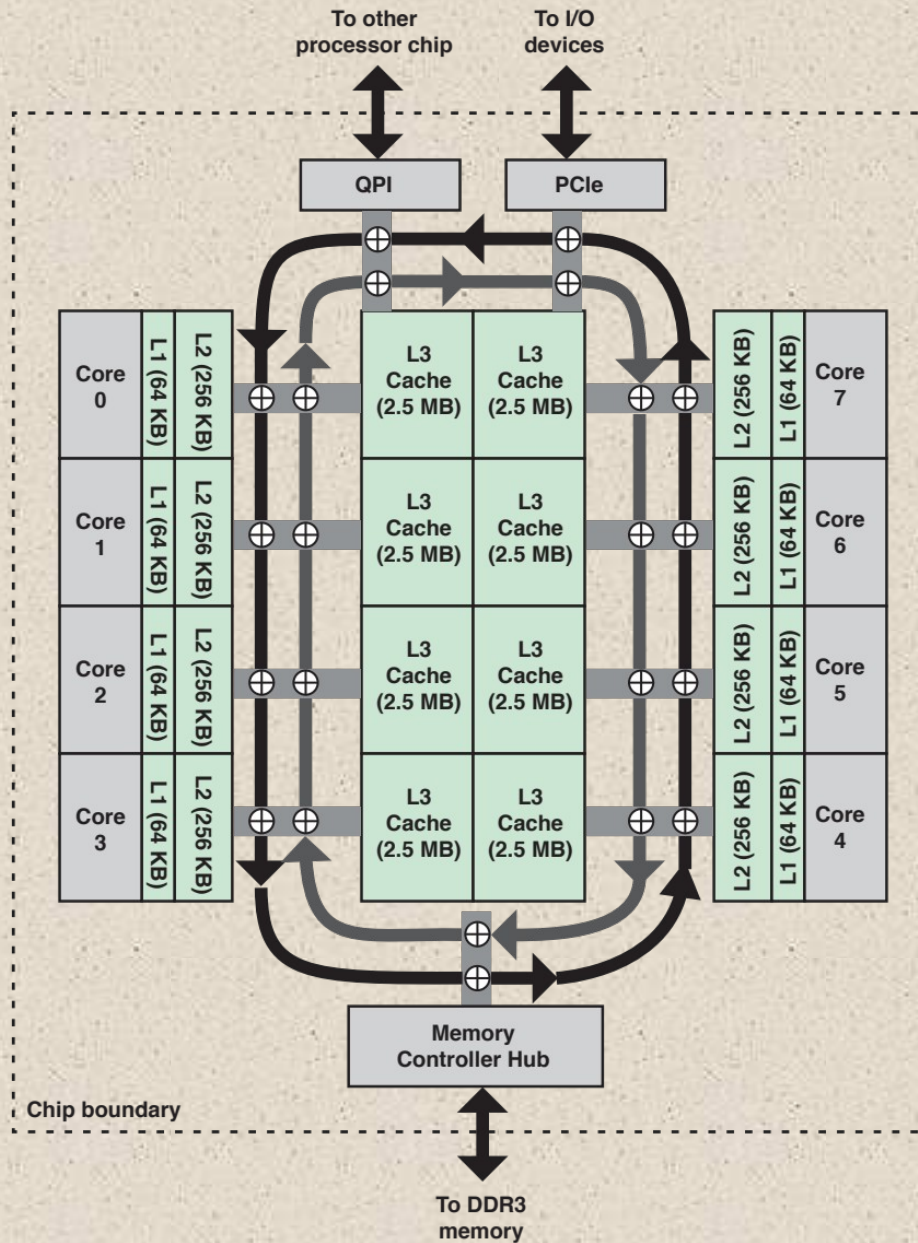 To other
processor chip
To I/O
devices
QPI
PCIe
Core
0
L1 (64 KB)
L2 (256 KB)
L3
Cache
(2.5 MB)
L3
Cache
(2.5 MB)
L2 (256 KB)
L1 (64 KB)
Core
7
Core
1
L1 (64 KB)
L2 (256 KB)
L3
Cache
(2.5 MB)
L3
Cache
(2.5 MB)
L2 (256 KB)
L1 (64 KB)
Core
6
Core
2
L1 (64 KB)
L2 (256 KB)
L3
Cache
(2.5 MB)
L3
Cache
(2.5 MB)
L2 (256 KB)
L1 (64 KB)
Core
5
Core
3
L1 (64 KB)
L2 (256 KB)
L3
Cache
(2.5 MB)
L3
Cache
(2.5 MB)
L2 (256 KB)
L1 (64 KB)
Core
4
Memory
Controller Hub
Chip boundary
To DDR3
memory